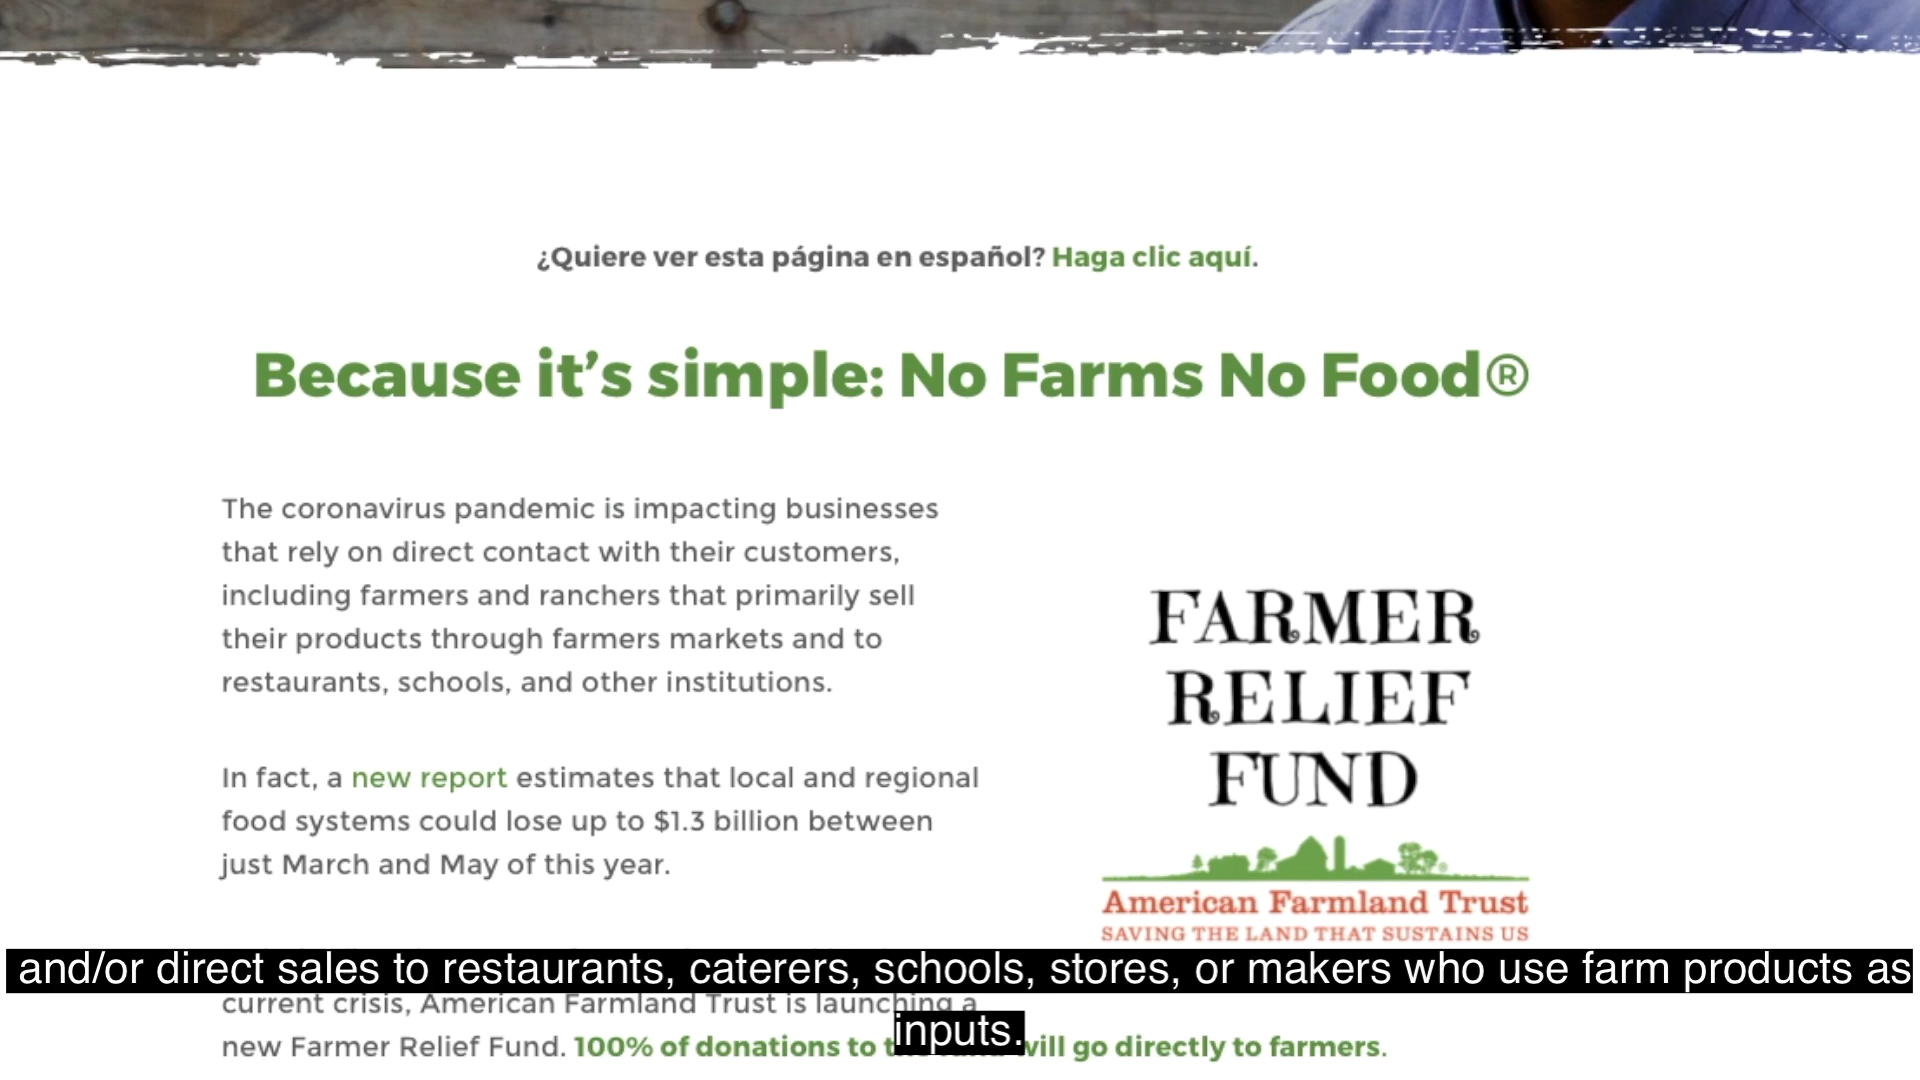 ¿Quiere ver esta página en español? Haga clic aquí.
Because it’s simple: No Farms No Food®
The coronavirus pandemic is impacting businesses
that rely on direct contact with their customers,
including farmers and ranchers that primarily sell
their products through farmers markets and to
restaurants, schools, and other institutions.
In fact, a new report estimates that local and regional
food systems could lose up to $1.3 billion between
just March and May of this year.
FARMER
RELIEF
FUND
American Farmland Trust
SAVING THE LAND THAT SUSTAINS US
current crisis, American Farmland Trust is launching a
new Farmer Relief Fund. 100% of donations to will go directly to farmers.
and/or direct sales to restaurants, caterers, schools, stores, or makers who use farm products as
inputs.